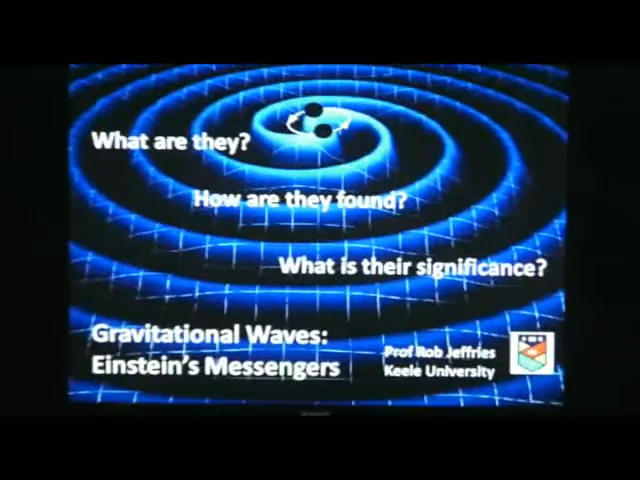 What are they?
How are they found?
What is their significance?
Gravitational Waves:
Einstein's Messengers
Prof Rob Jeffries
Keele University